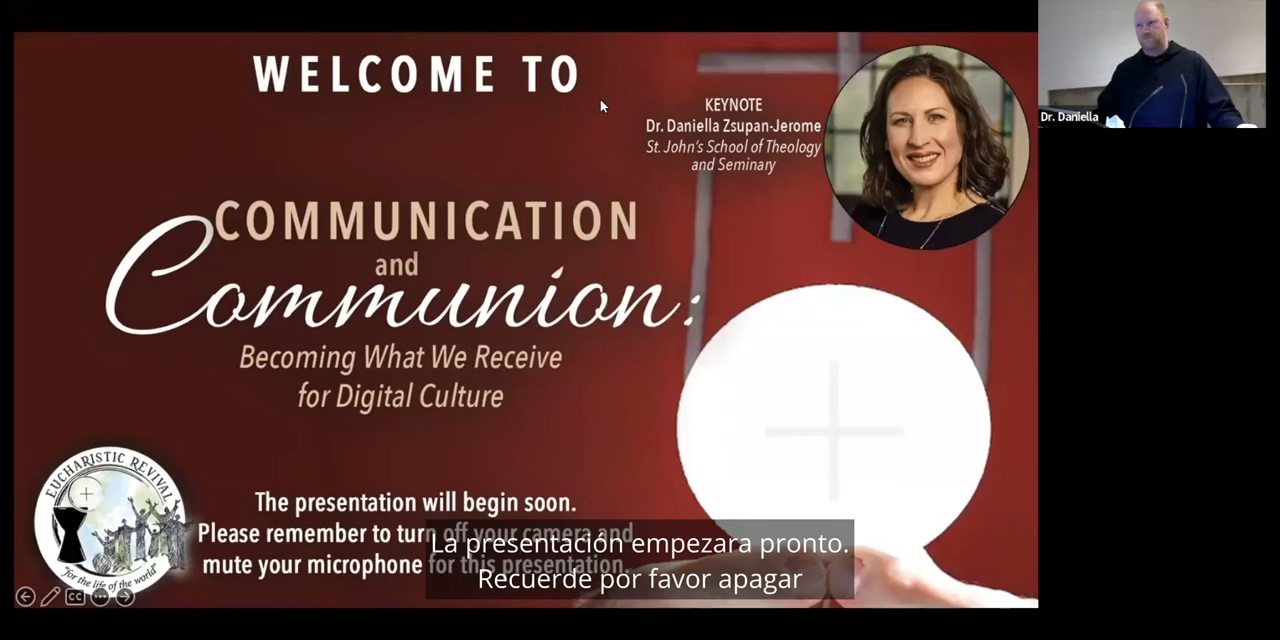 WELCOME TO
KEYNOTE
Dr. Daniella Zsupan-Jerome
St. John's School of Theology
and Seminary
Dr. Daniella
COMMUNICATION
and
Communion:
Becoming What We Receive
for Digital Culture
EUCHARISTIC REVIVAL
"for the life of the world"
The presentation will begin soon.
Please remember to turn off your camera and
mute your microphone for this presentation.
La presentación empezara pronto.
Recuerde por favor apagar
CC